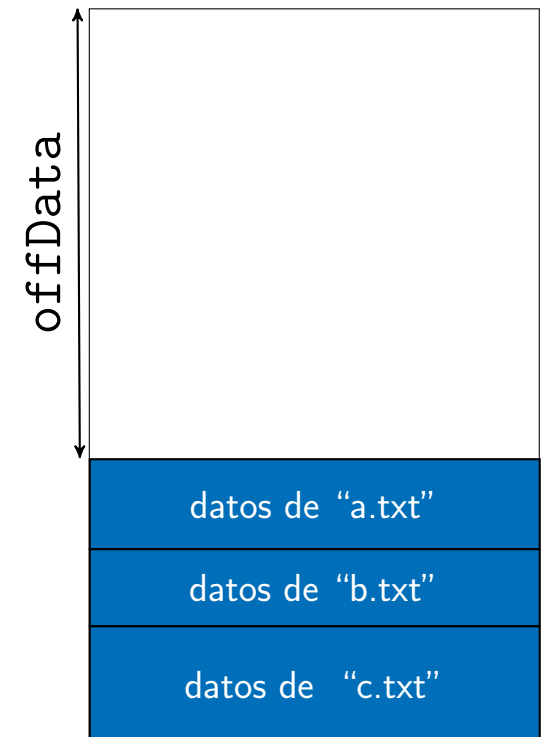 offData
datos de “a.txt”
datos de “b.txt”
datos de “c.txt”